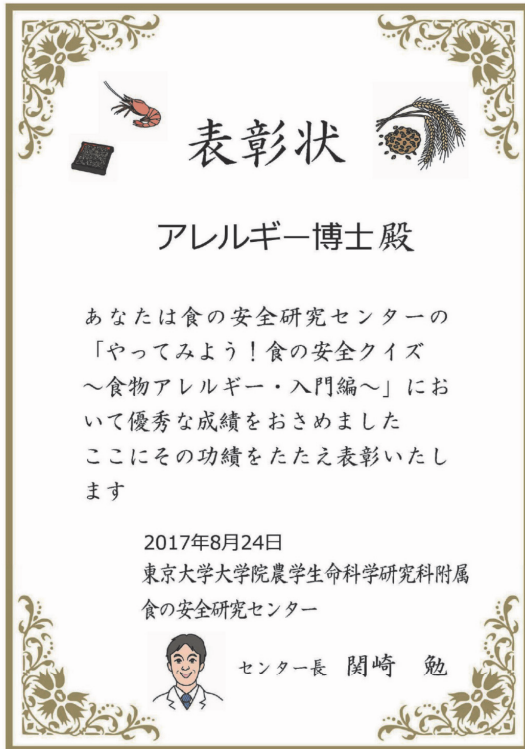 表彰状
アレルギー博士殿
あなたは食の安全研究センターの
「やってみよう！食の安全クイズ
～食物アレルギー・入門編～」にお
いて優秀な成績をおさめました
ここにその功績をたたえ表彰いたし
ます
2017年8月24日
東京大学大学院農学生命科学研究科附属
食の安全研究センター
センター長 関崎 勉